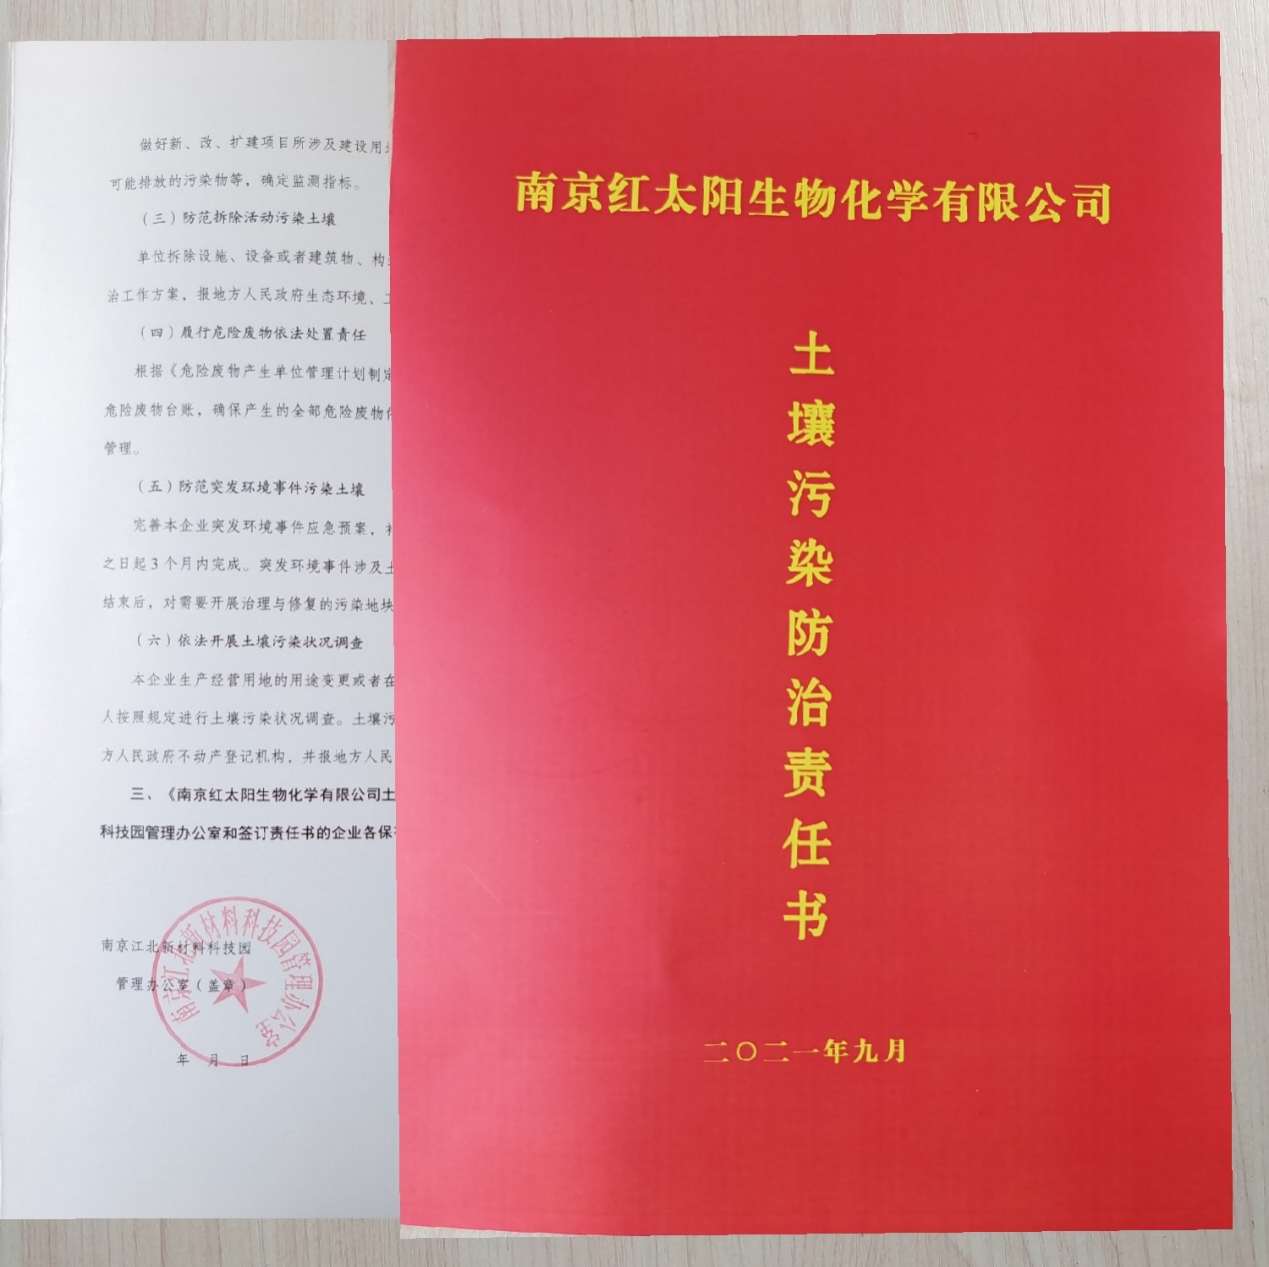 做好新、改、扩建项目所涉及建设用
可能排放的污染物等，确定监测指标。
（三）防范拆除活动污染土壤
单位拆除设施、设备或者建筑物、构
治工作方案，报地方人民政府生态环境、
（四）履行危险废物依法处置责任
根据《危险废物产生单位管理计划制定
危险废物台账，确保产生的全部危险废物
管理。
（五）防范突发环境事件污染土壤
完善本企业突发环境事件应急预案，
之日起3个月内完成。突发环境事件涉及
结束后，对需要开展治理与修复的污染地块
（六）依法开展土壤污染状况调查
本企业生产经营用地的用途变更或者在
人按照规定进行土壤污染状况调查。土壤污
方人民政府不动产登记机构，并报地方人民
三、《南京红太阳生物化学有限公司土
科技园管理办公室和签订责任书的企业各保
南京江北新材料科技园
管理办公室（盖章）
年 月 日
南京江北新材料科技园管理办公室
南京红太阳生物化学有限公司
土壤污染防治责任书
二〇二一年九月